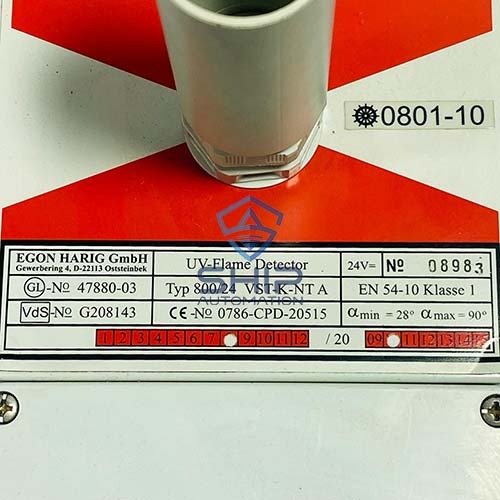 ⎈0801-10
EGON HARIG GmbH
Gewerbering 4, D-22113 Oststeinbek
UV-Flame Detector
24V= № 08983
GL-№ 47880-03
Typ 800/24 VST-K-NT A
EN 54-10 Klasse 1
VdS-№ G208143
CE-№ 0786-CPD-20515
αmin = 28° αmax = 90°
1 2 3 4 5 6 7 9 10 11 12 / 20 09 11 12 13 14 15
SHIP
AUTOMATION